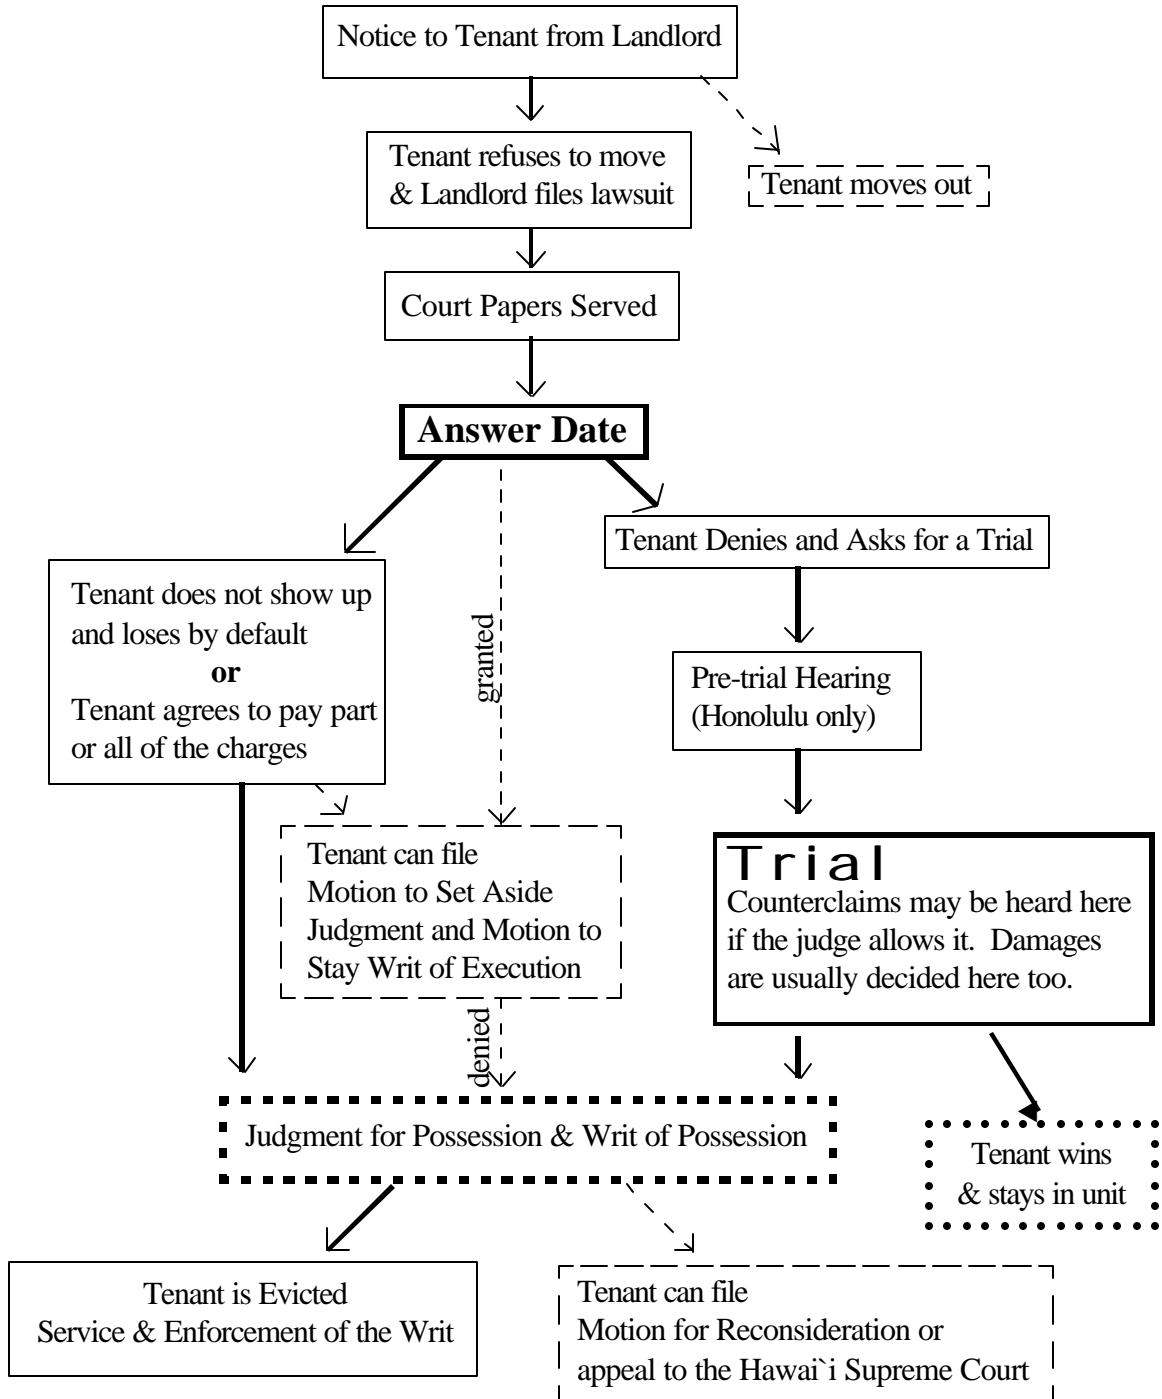 Notice to Tenant from Landlord
Tenant refuses to move
& Landlord files lawsuit
Tenant moves out
Court Papers Served
Answer Date
Tenant Denies and Asks for a Trial
Tenant does not show up
and loses by default
or
Tenant agrees to pay part
or all of the charges
granted
Pre-trial Hearing
(Honolulu only)
Tenant can file
Motion to Set Aside
Judgment and Motion to
Stay Writ of Execution
Trial
Counterclaims may be heard here
if the judge allows it. Damages
are usually decided here too.
denied
Judgment for Possession & Writ of Possession
Tenant wins
& stays in unit
Tenant is Evicted
Service & Enforcement of the Writ
Tenant can file
Motion for Reconsideration or
appeal to the Hawai`i Supreme Court